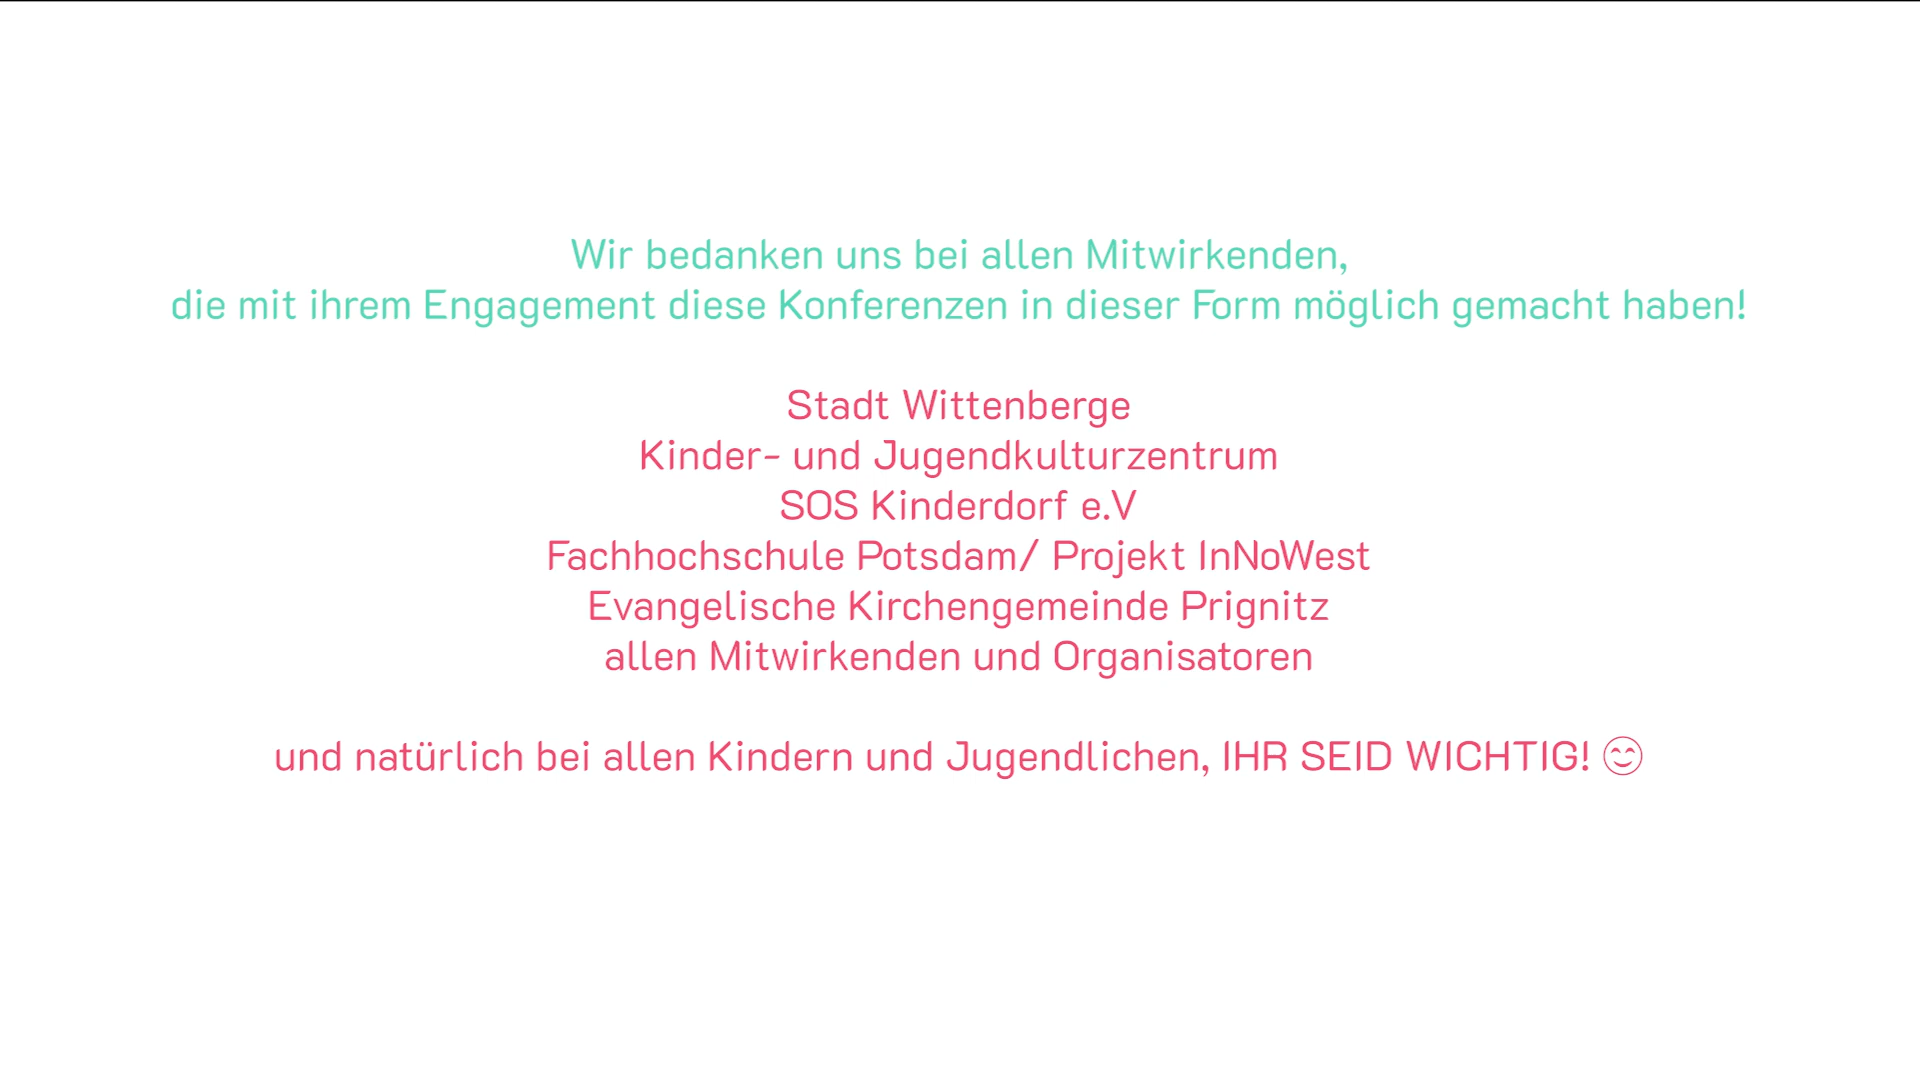 Wir bedanken uns bei allen Mitwirkenden,
die mit ihrem Engagement diese Konferenzen in dieser Form möglich gemacht haben!
Stadt Wittenberge
Kinder- und Jugendkulturzentrum
SOS Kinderdorf e.V
Fachhochschule Potsdam/ Projekt InNoWest
Evangelische Kirchengemeinde Prignitz
allen Mitwirkenden und Organisatoren
und natürlich bei allen Kindern und Jugendlichen, IHR SEID WICHTIG! 😊